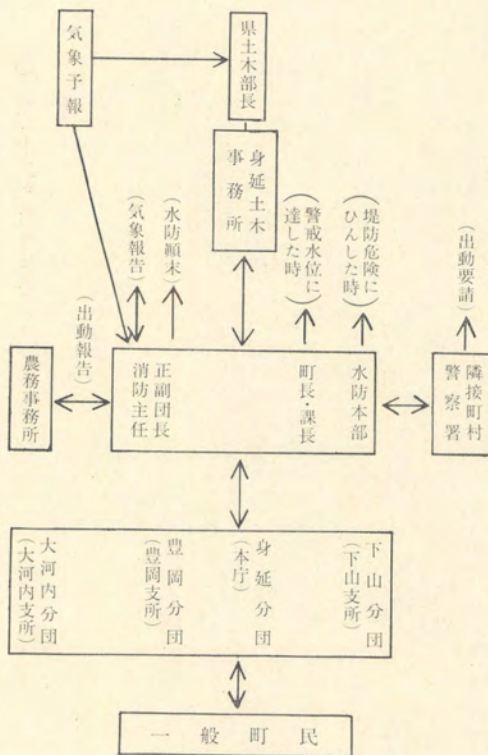 気象予報
県土木部長
身延土木
事務所
(堤防危険に
ひんした時)
(警戒水位に
達した時)
(水防顚末)
(気象報告)
(出動要請)
(出動報告)
隣接町村
警察署
水防本部
町長・課長
正副団長
消防主任
農務事務所
下山分団
(下山支所)
身延分団
(本庁)
豊岡分団
(豊岡支所)
大河内分団
(大河内支所)
一般町民